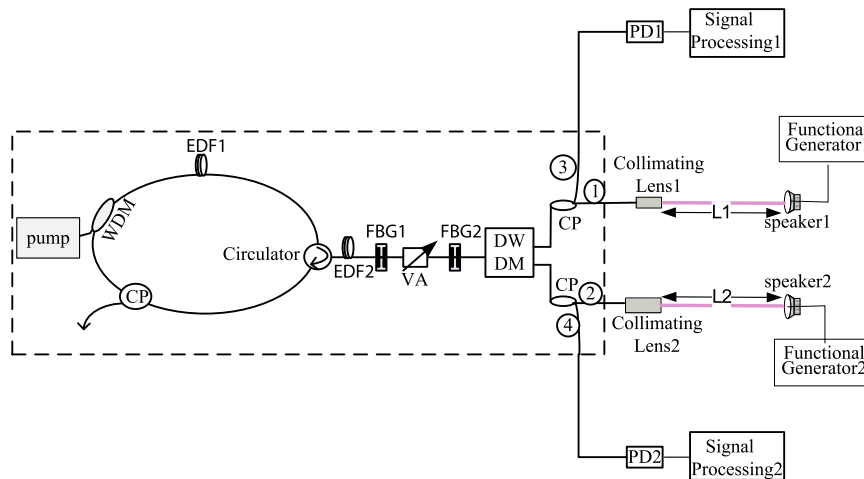 Signal
Processing1
PD1
EDF1
Functiona
Generator
3
Collimating
Lens1
1
WDM
pump
CP
L1
speaker1
FBG1
FBG2
Circulator
DW
DM
EDF2
VA
CP
speaker2
CP
2
L2
4
Collimating
Lens2
Functional
Generator2
PD2
Signal
Processing2